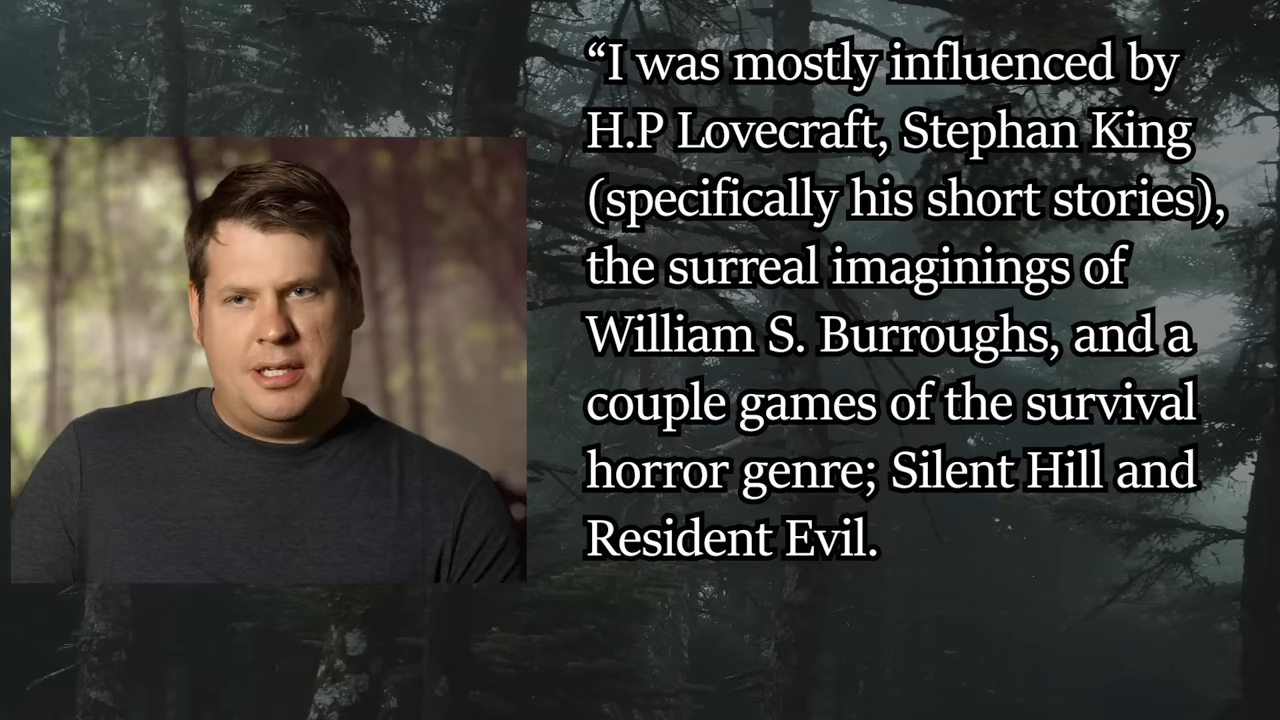 “I was mostly influenced by
H.P Lovecraft, Stephan King
(specifically his short stories),
the surreal imaginings of
William S. Burroughs, and a
couple games of the survival
horror genre; Silent Hill and
Resident Evil.